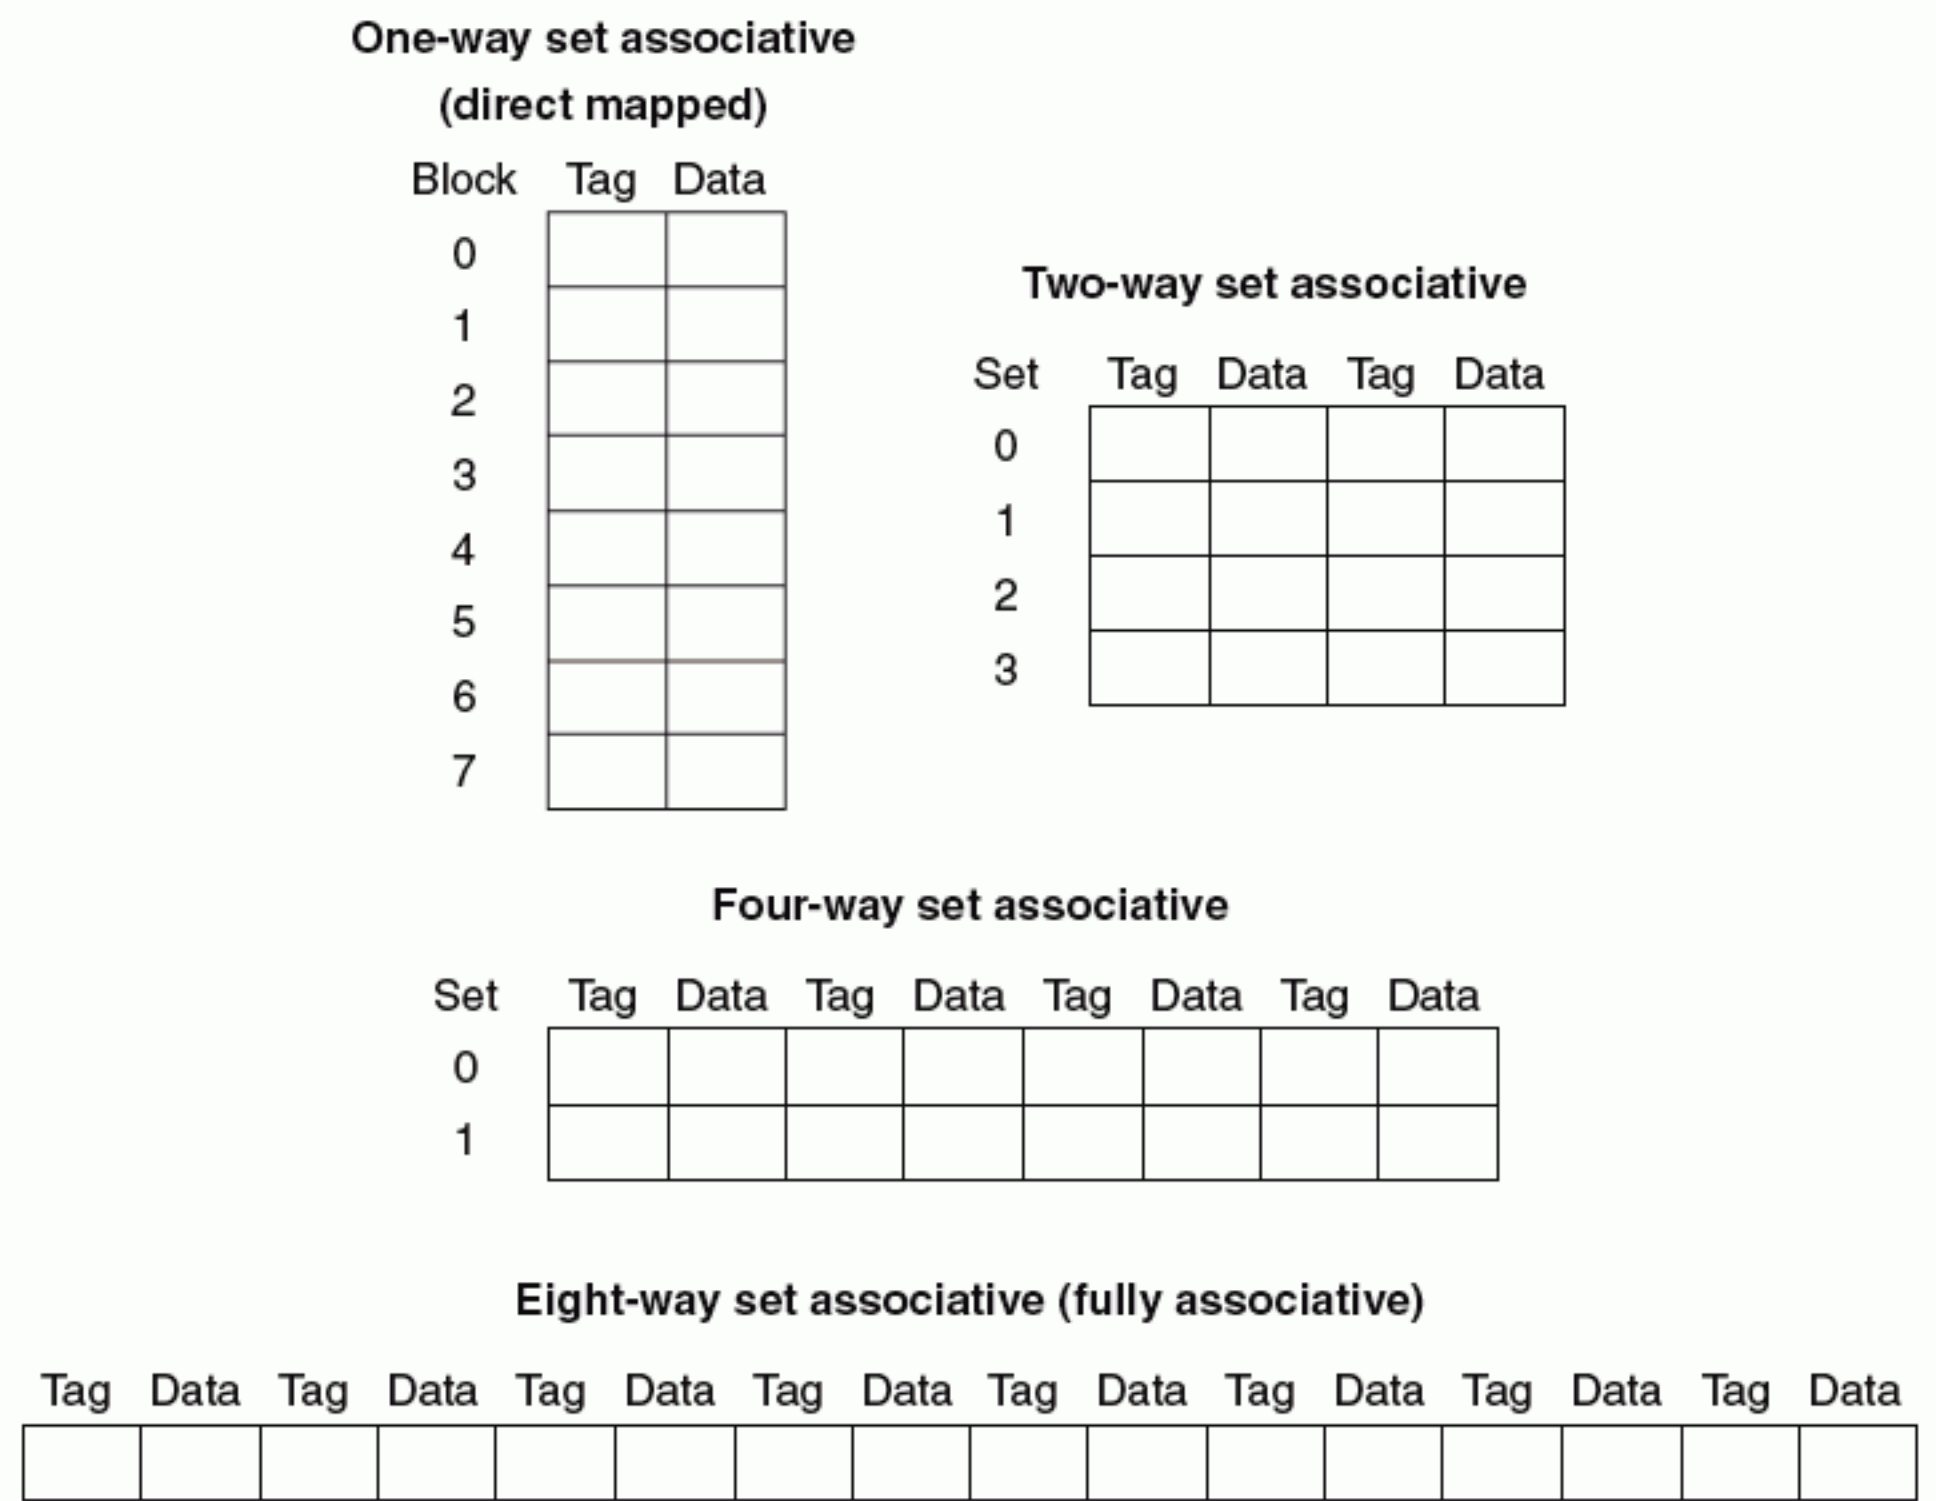 One-way set associative
(direct mapped)
Block Tag Data
0
1
2
3
4
5
6
7
Two-way set associative
Set Tag Data Tag Data
0
1
2
3
Four-way set associative
Set Tag Data Tag Data Tag Data Tag Data
0
1
Eight-way set associative (fully associative)
Tag Data Tag Data Tag Data Tag Data Tag Data Tag Data Tag Data Tag Data